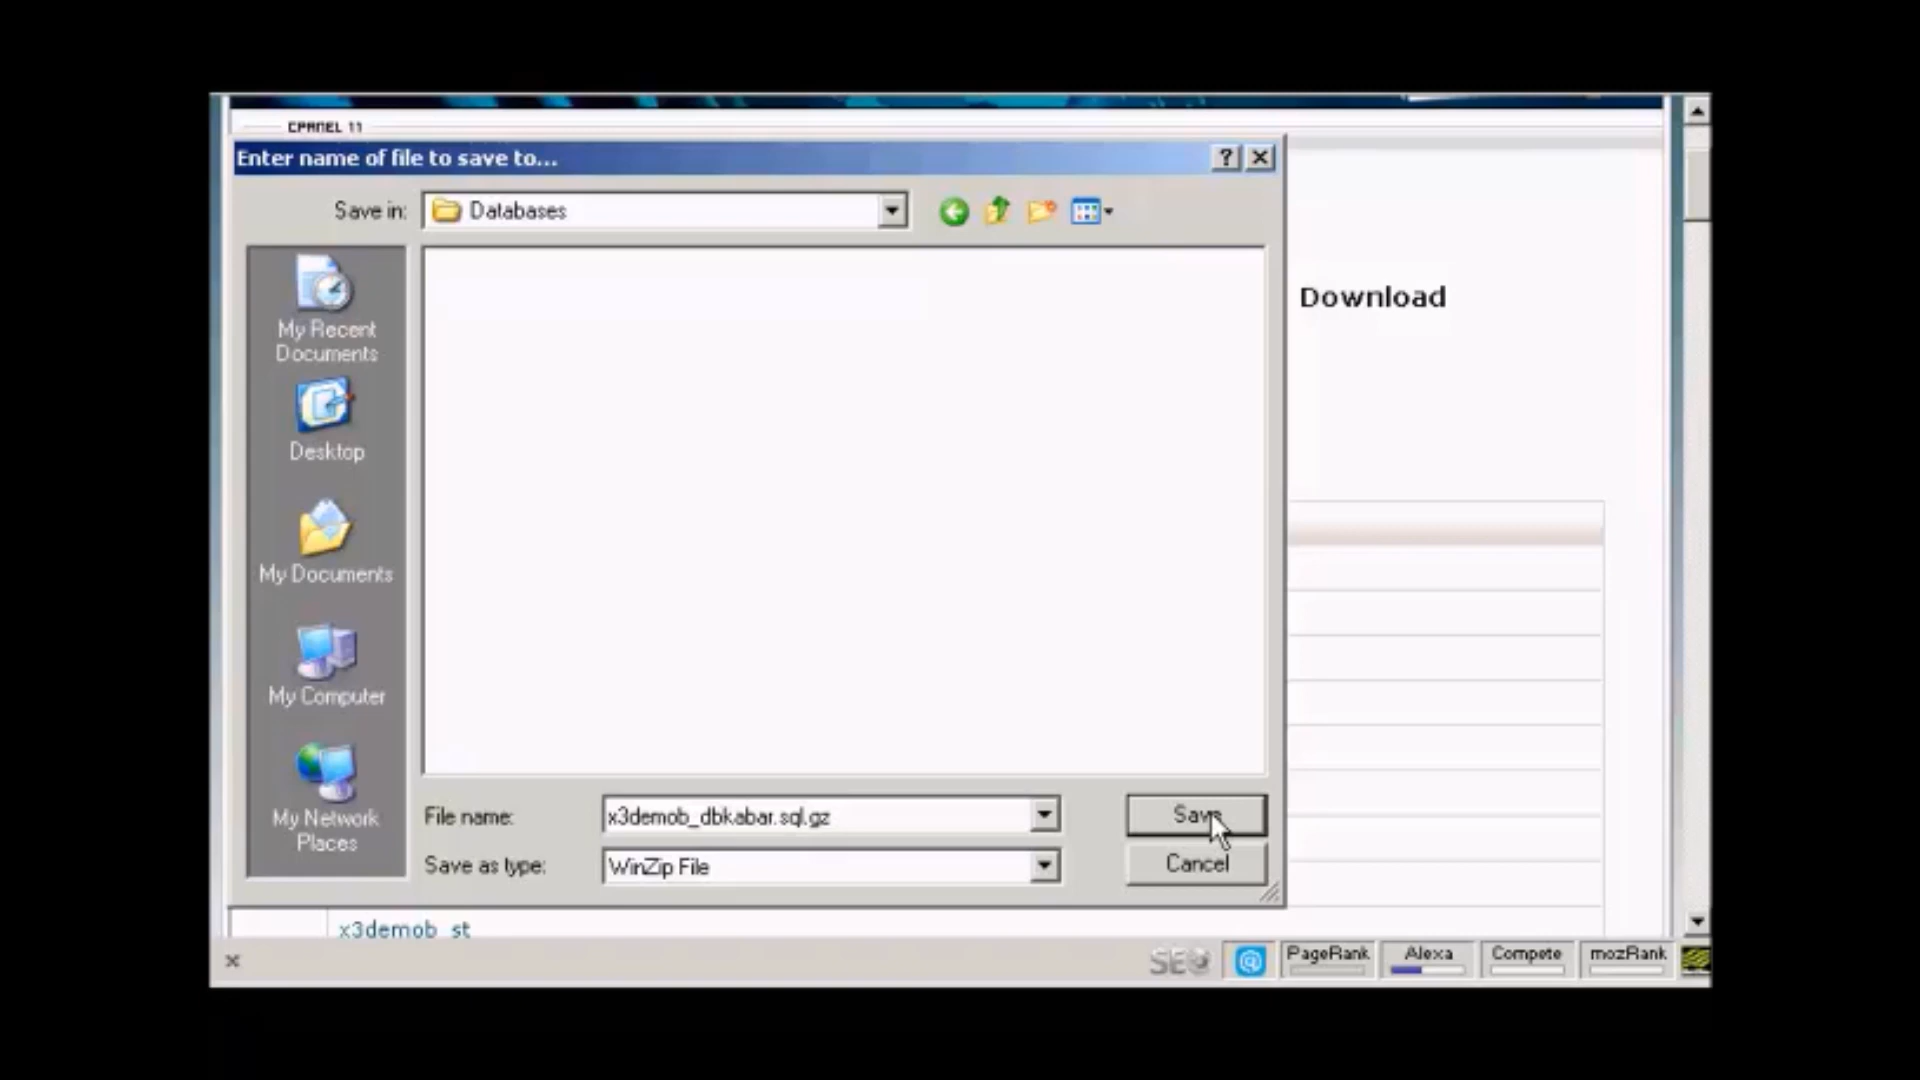 CPANEL 11
Enter name of file to save to...
? 
Save in: Databases
Download
My Recent
Documents
Desktop
My Documents
My Computer
My Network
Places
File name: x3demob_dbkabar.sql.gz Save
Save as type: WinZip File Cancel
x3demob_st
SEO PageRank Alexa Compete mozRank